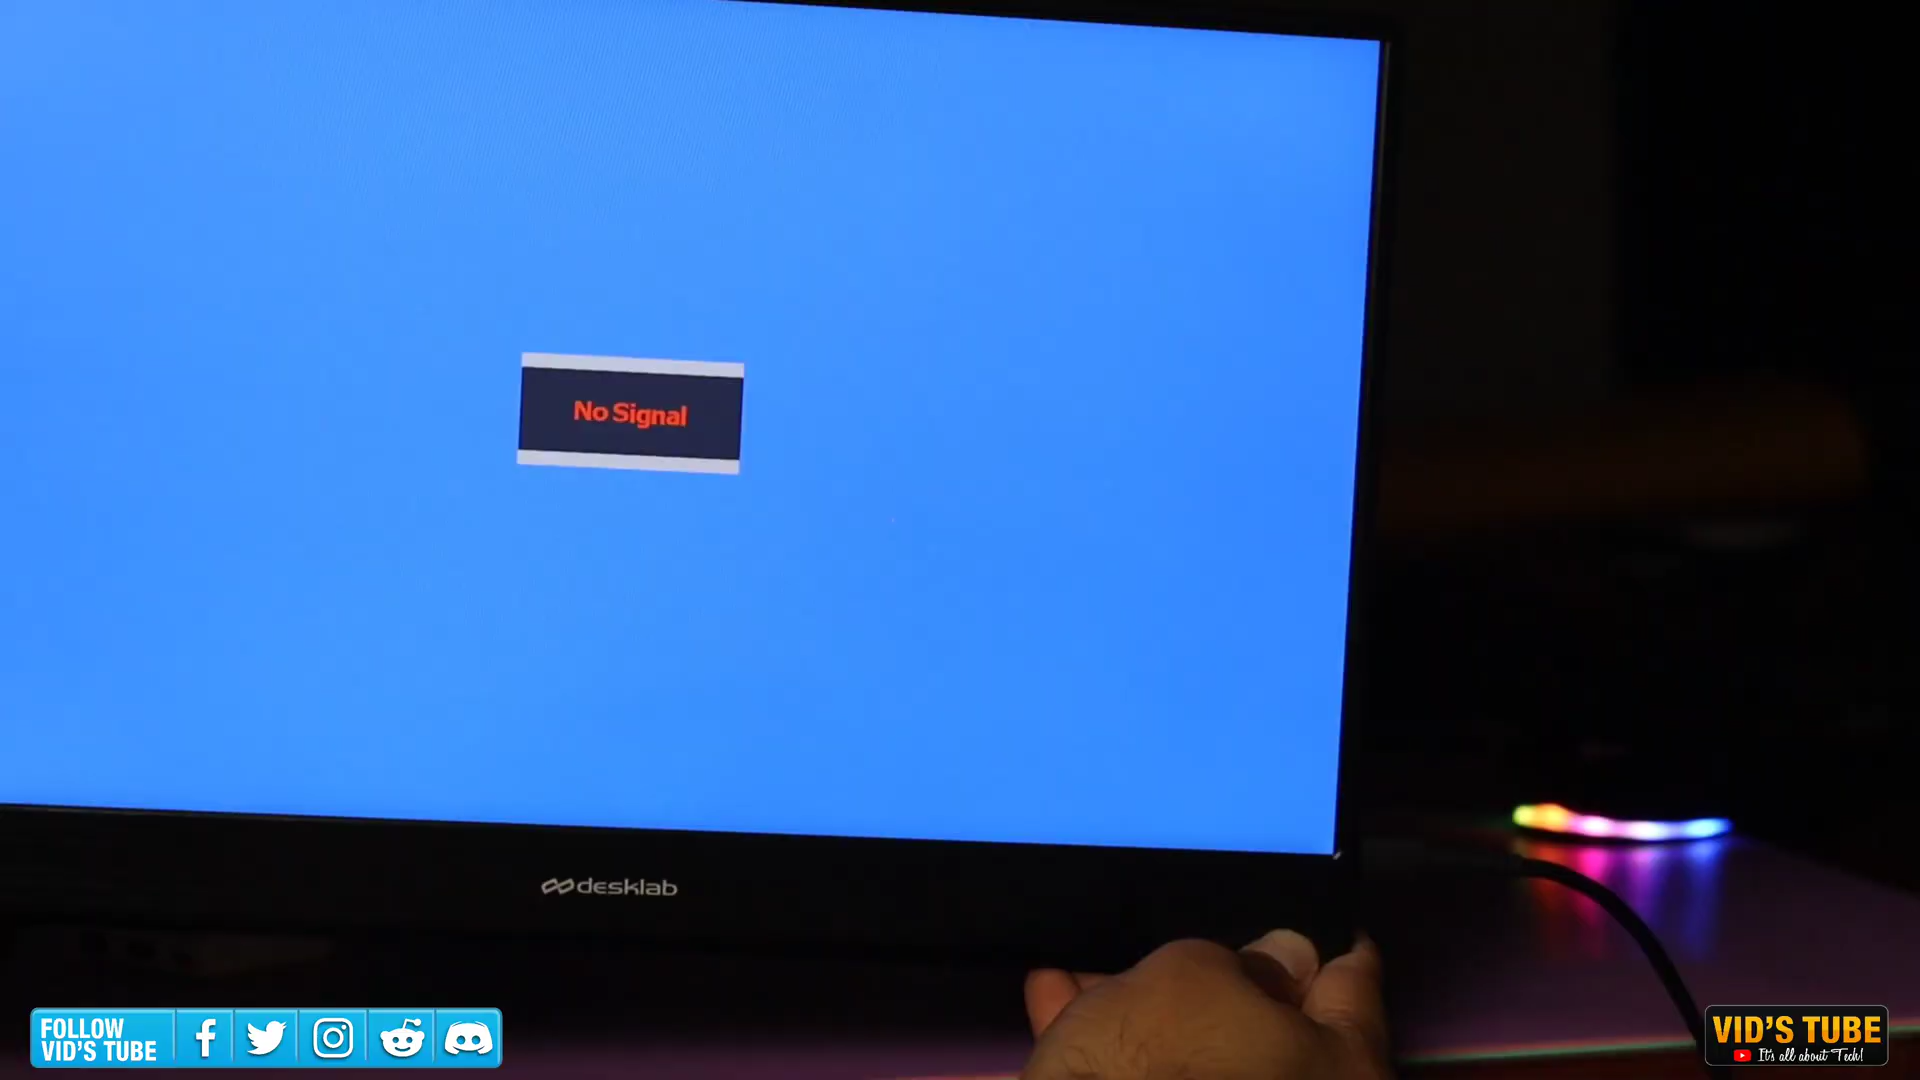 No Signal
desklab
FOLLOW
VID'S TUBE
VID'S TUBE
It's all about Tech!